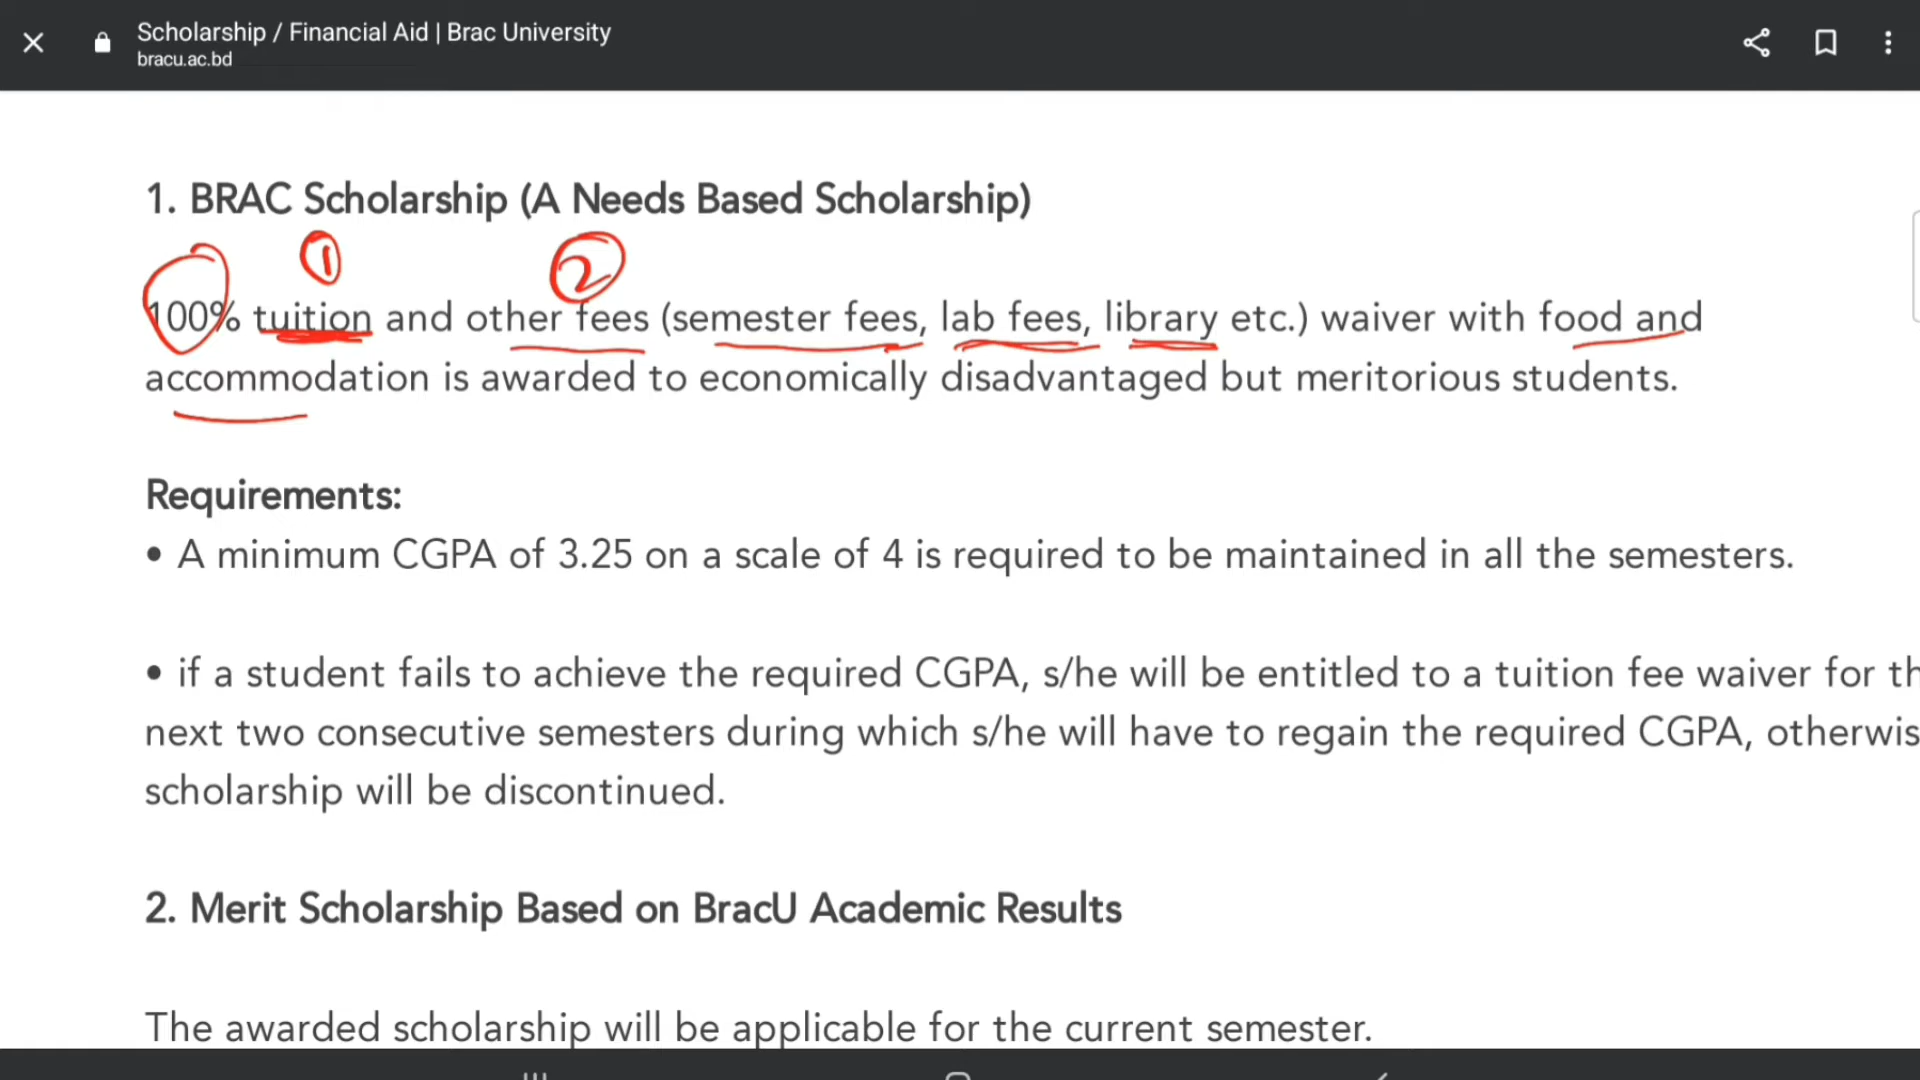 Scholarship / Financial Aid | Brac University
bracu.ac.bd
1. BRAC Scholarship (A Needs Based Scholarship)
1 2
100% tuition and other fees (semester fees, lab fees, library etc.) waiver with food and
accommodation is awarded to economically disadvantaged but meritorious students.
Requirements:
• A minimum CGPA of 3.25 on a scale of 4 is required to be maintained in all the semesters.
• if a student fails to achieve the required CGPA, s/he will be entitled to a tuition fee waiver for th
next two consecutive semesters during which s/he will have to regain the required CGPA, otherwis
scholarship will be discontinued.
2. Merit Scholarship Based on BracU Academic Results
The awarded scholarship will be applicable for the current semester.